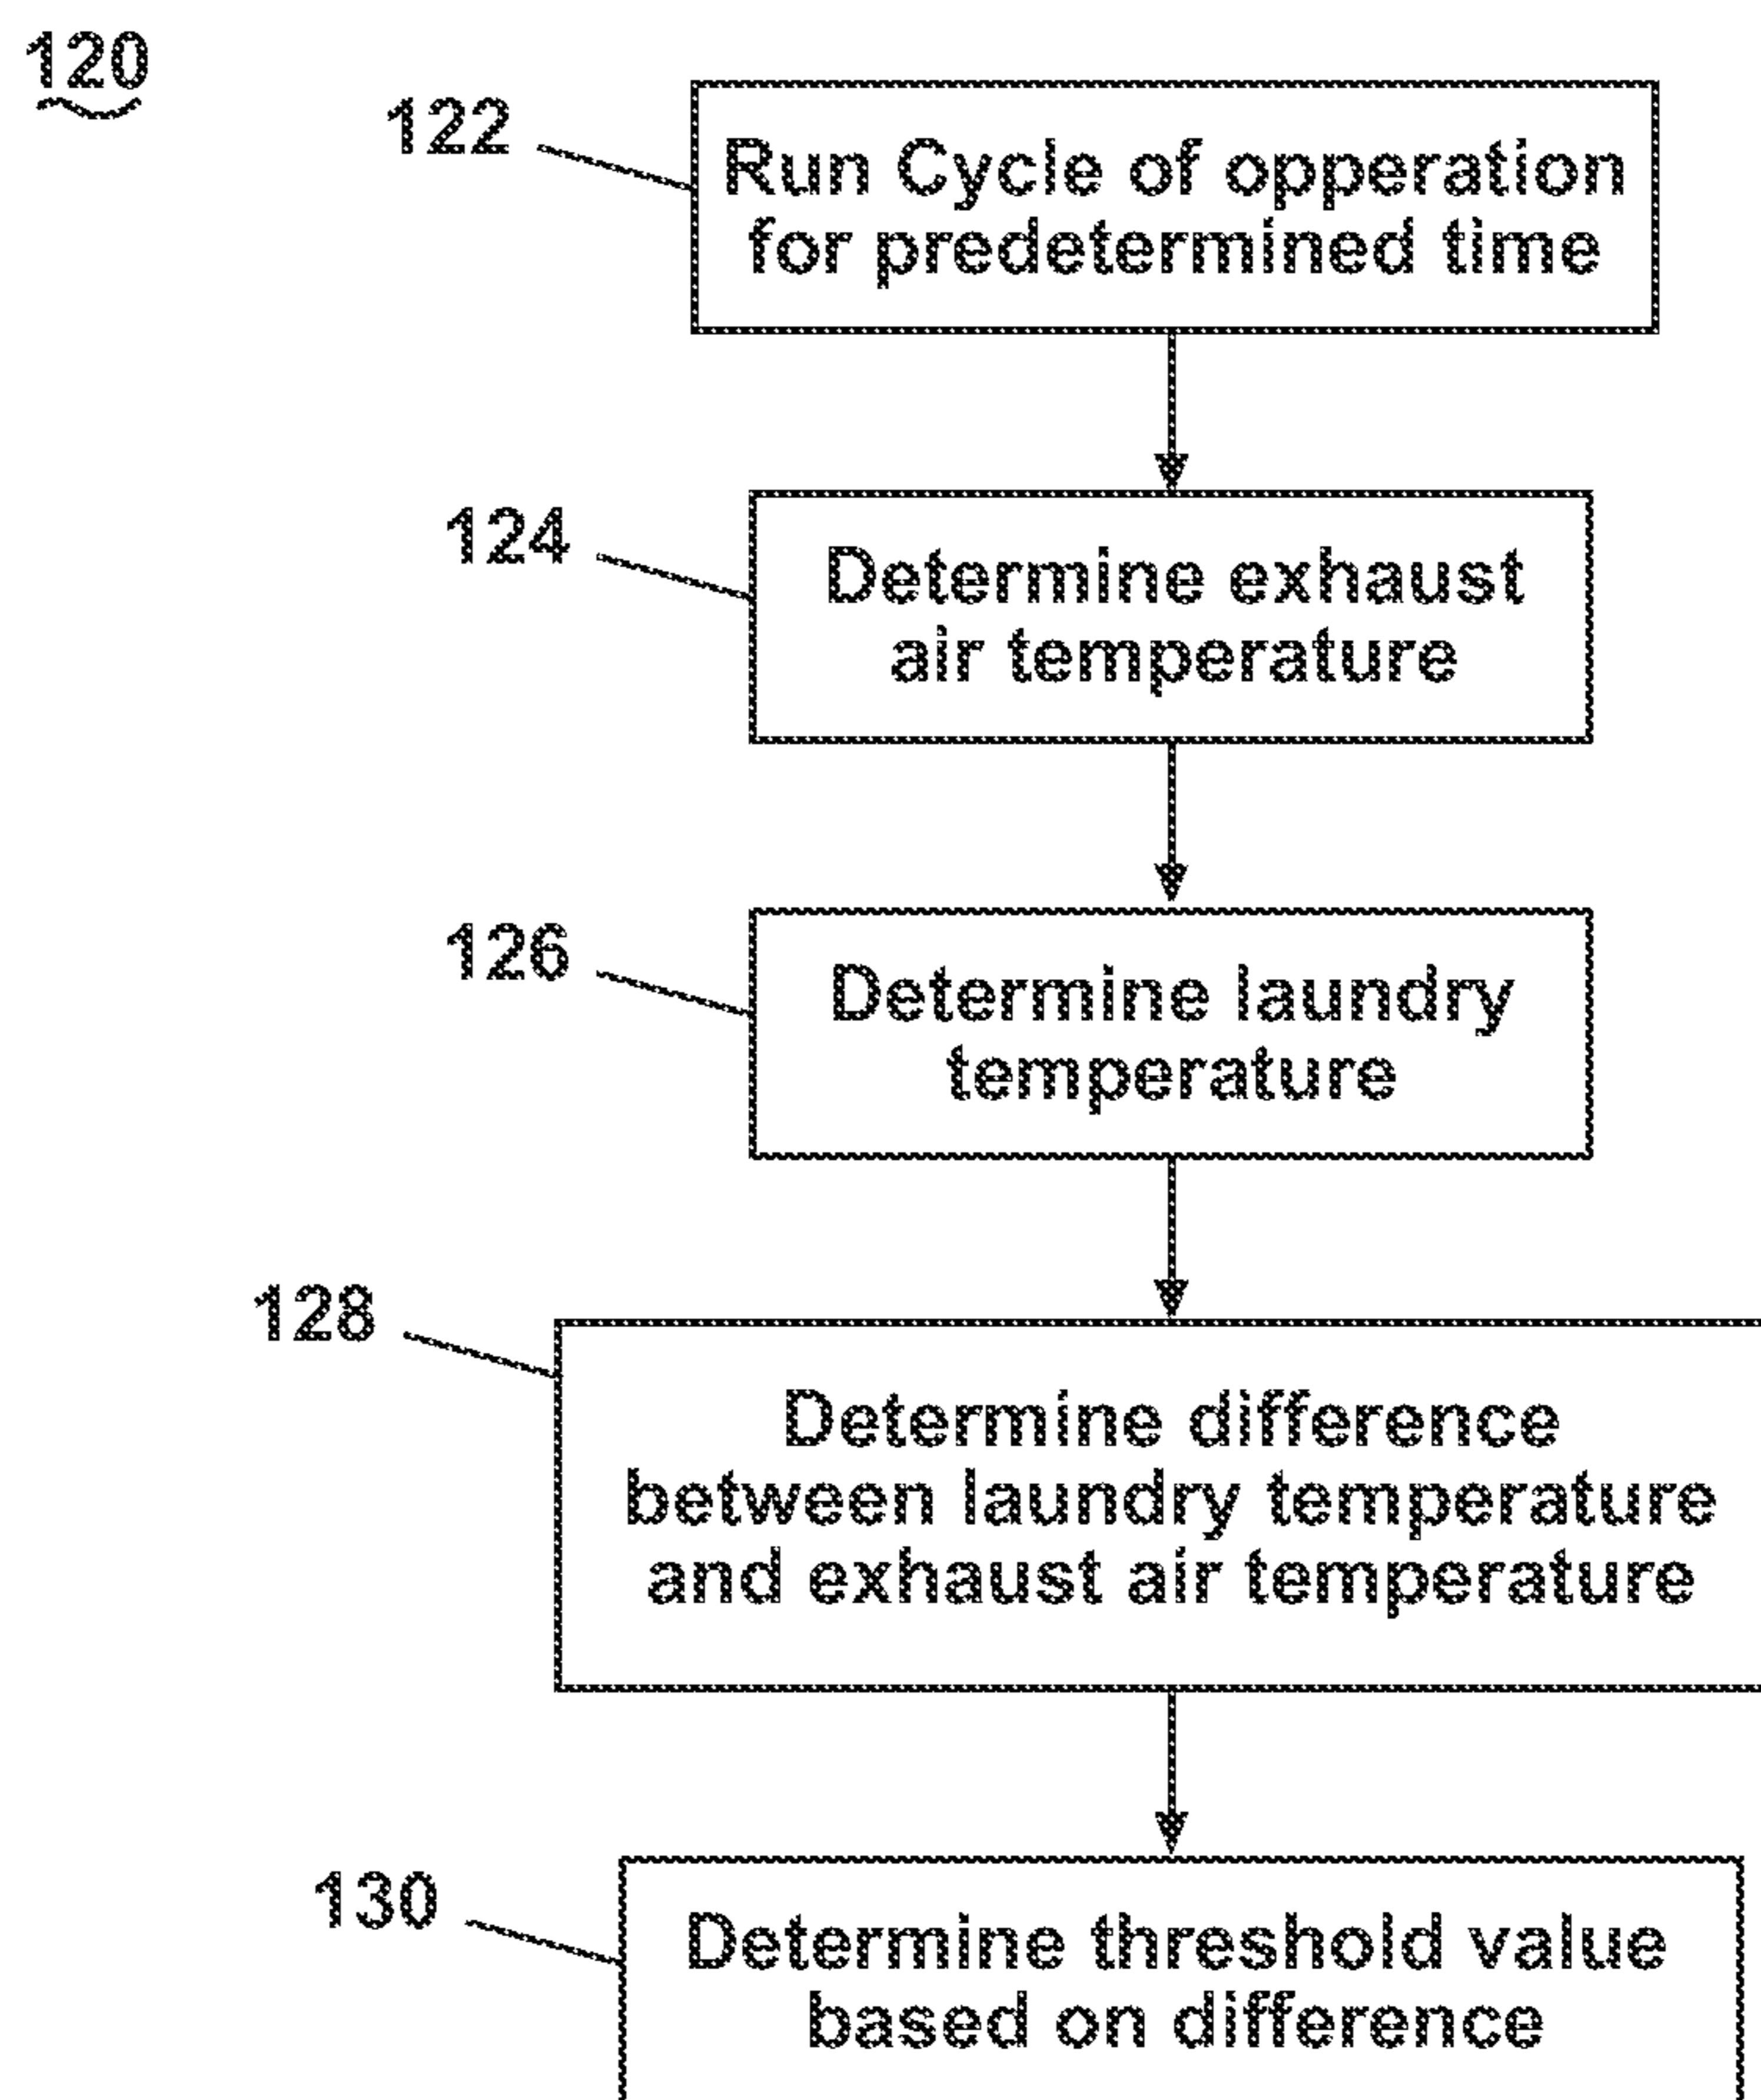 120
122
Run Cycle of opperation
for predetermined time
124
Determine exhaust
air temperature
126
Determine laundry
temperature
128
Determine difference
between laundry temperature
and exhaust air temperature
130
Determine threshold value
based on difference